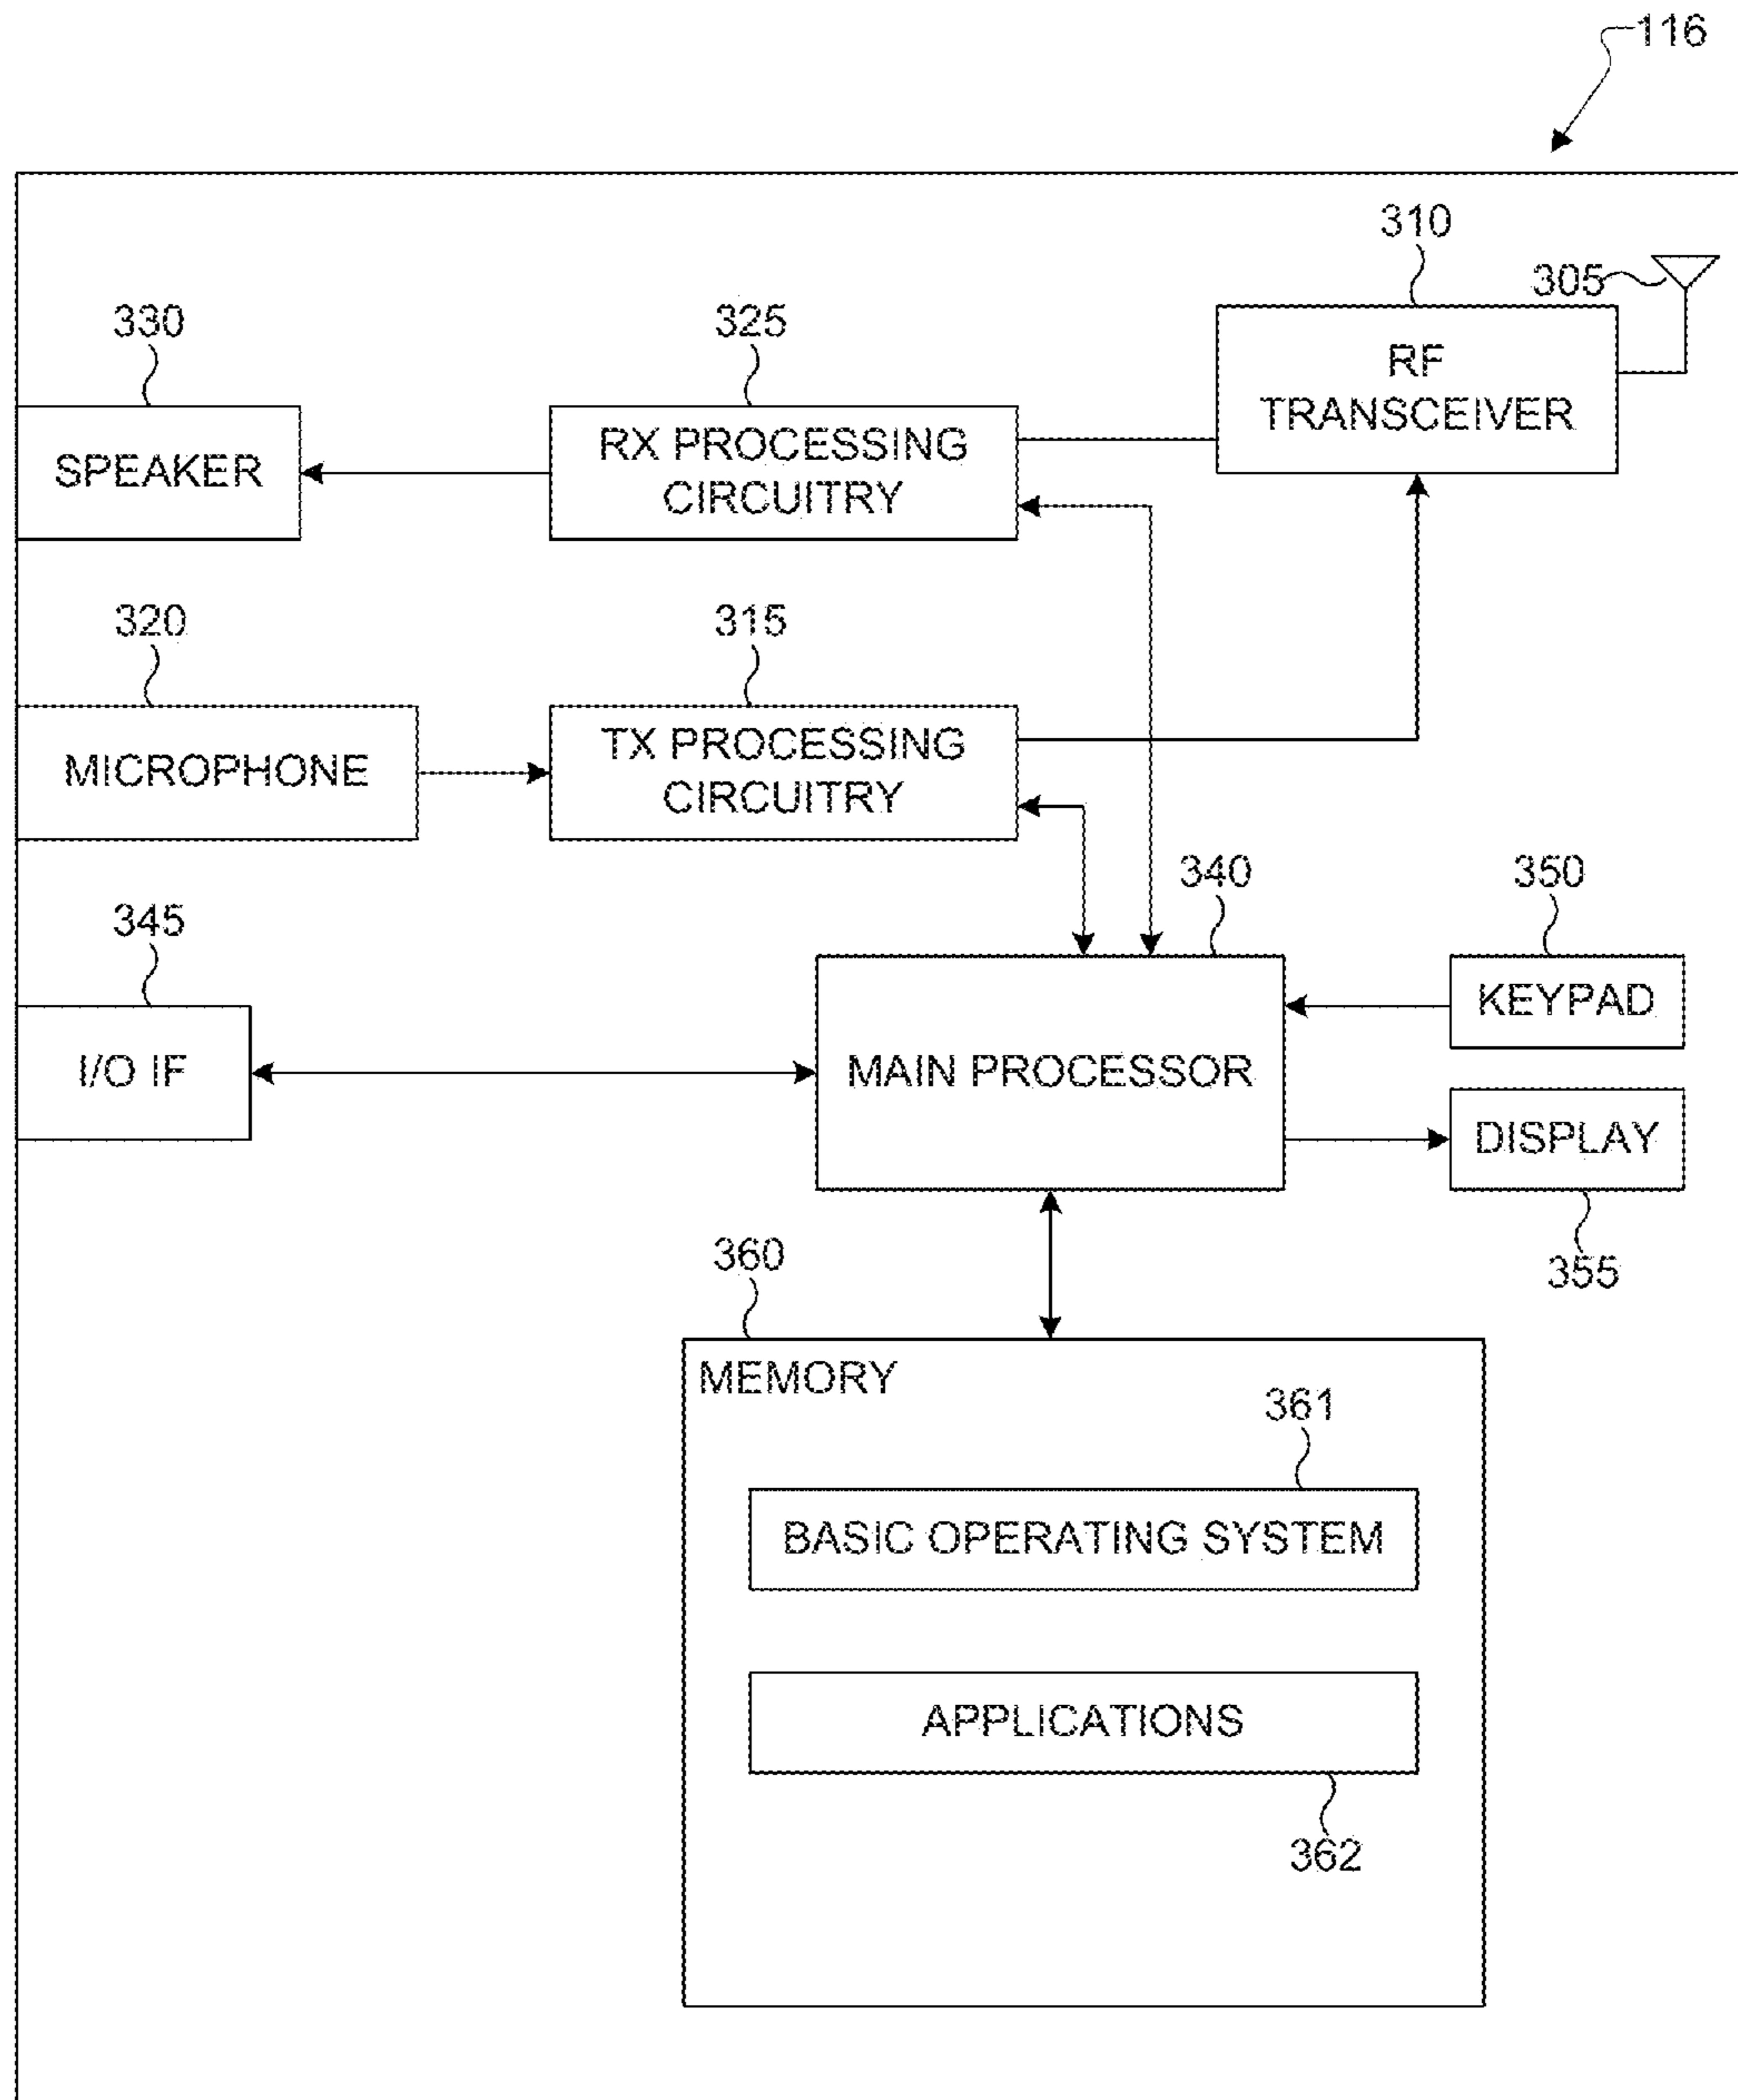 116
310
305
330
325
RF
TRANSCEIVER
SPEAKER
RX PROCESSING
CIRCUITRY
320
315
MICROPHONE
TX PROCESSING
CIRCUITRY
345
340
350
I/O IF
MAIN PROCESSOR
KEYPAD
DISPLAY
355
360
MEMORY
361
BASIC OPERATING SYSTEM
APPLICATIONS
362